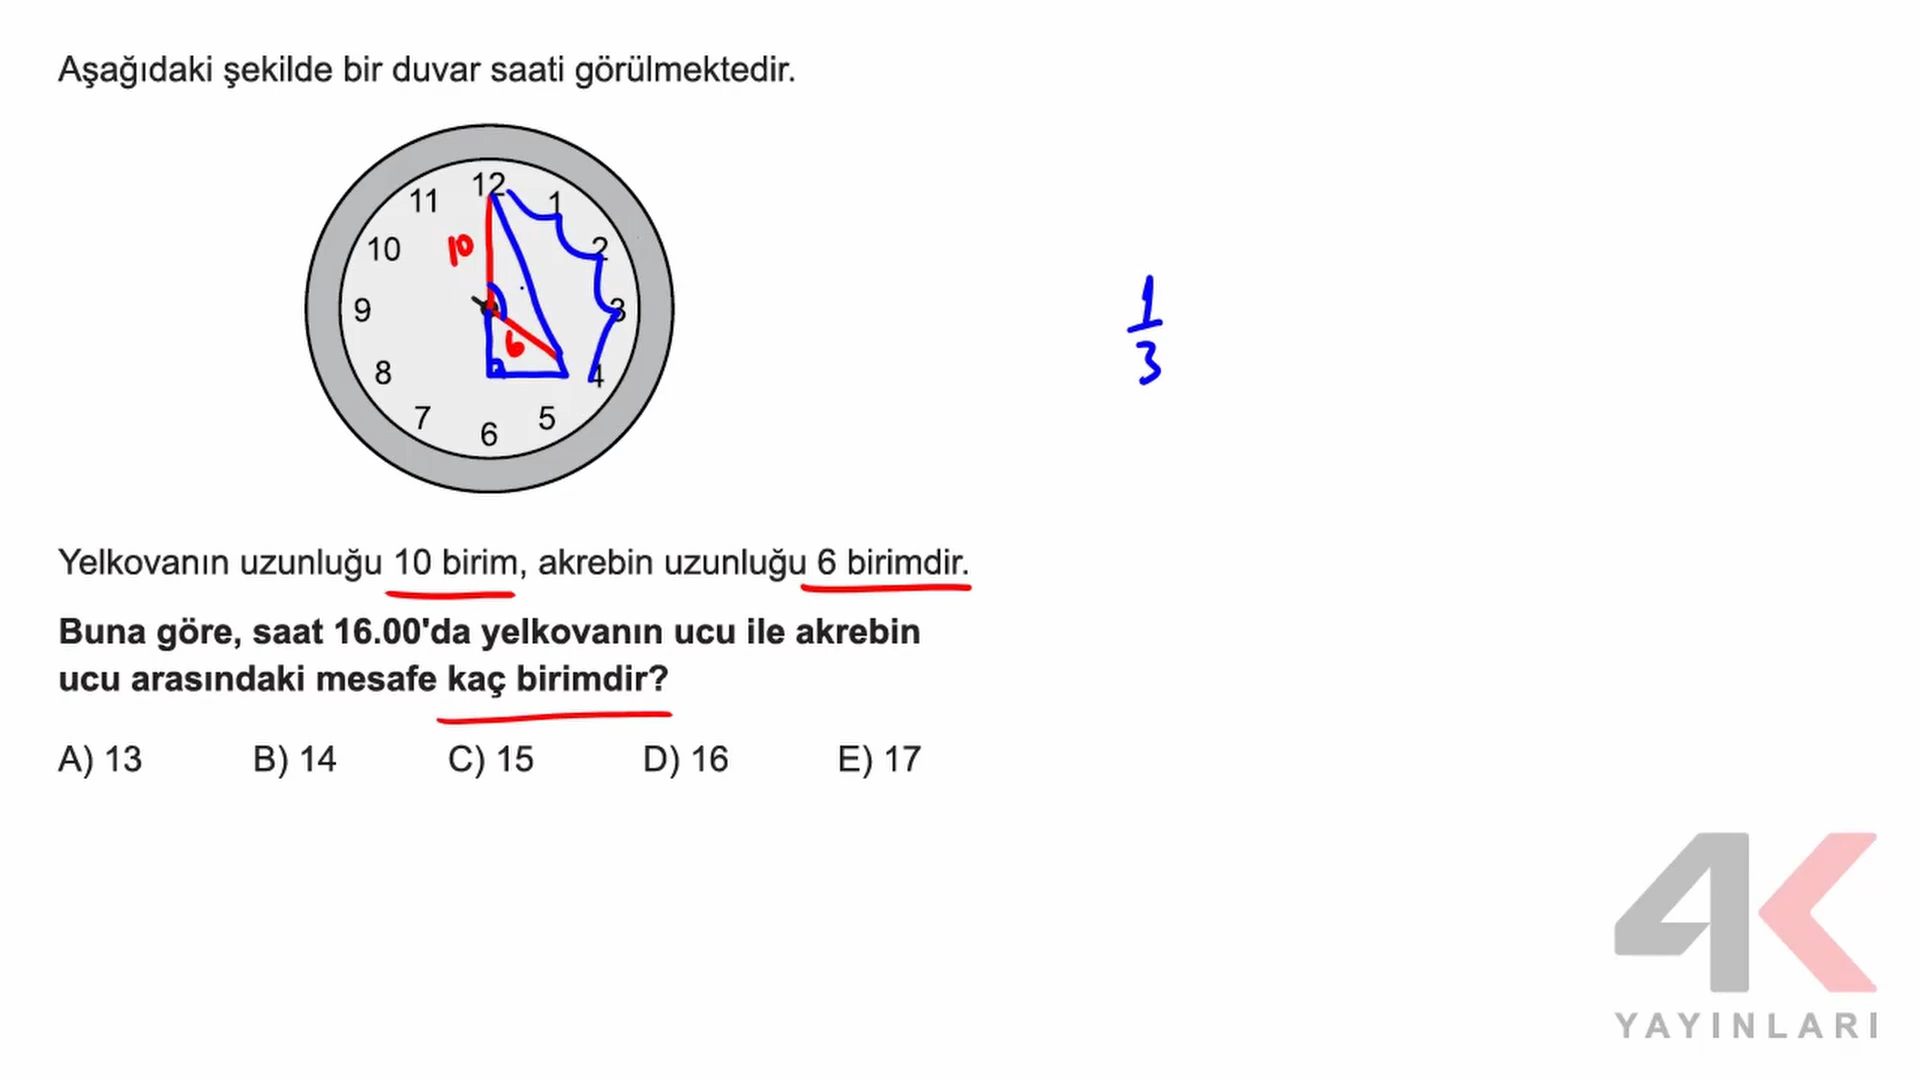 Aşağıdaki şekilde bir duvar saati görülmektedir.
12
11
1
10
10
2
9
3
6
8
4
7
5
6
1
3
Yelkovanın uzunluğu 10 birim, akrebin uzunluğu 6 birimdir.
Buna göre, saat 16.00'da yelkovanın ucu ile akrebin
ucu arasındaki mesafe kaç birimdir?
A) 13 B) 14 C) 15 D) 16 E) 17
4K
YAYINLARI